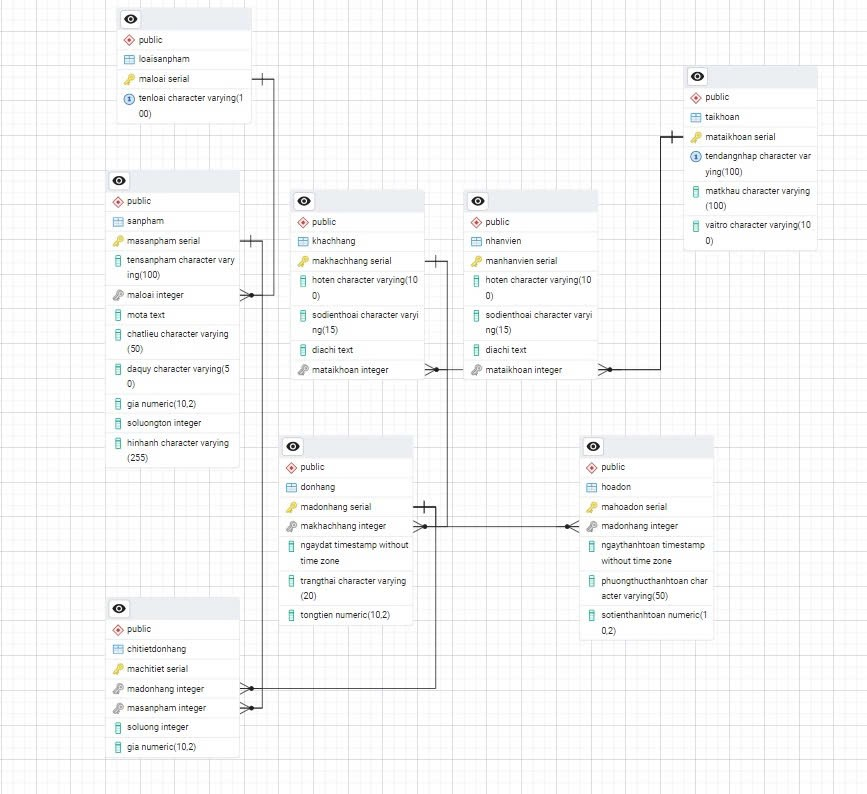 public
loaisanpham
maloai serial
tenloai character varying(1
00)
public
sanpham
masanpham serial
tensanpham character vary
ing(100)
maloai integer
mota text
chatlieu character varying
(50)
daquy character varying(5
0)
gia numeric(10,2)
soluongton integer
hinhanh character varying
(255)
public
khachhang
makhachhang serial
hoten character varying(10
0)
sodienthoai character varyi
ng(15)
diachi text
mataikhoan integer
public
nhanvien
manhanvien serial
hoten character varying(10
0)
sodienthoai character varyi
ng(15)
diachi text
mataikhoan integer
public
taikhoan
mataikhoan serial
tendangnhap character var
ying(100)
matkhau character varying
(100)
vaitro character varying(10
0)
public
donhang
madonhang serial
makhachhang integer
ngaydat timestamp without
time zone
trangthai character varying
(20)
tongtien numeric(10,2)
public
hoadon
mahoadon serial
madonhang integer
ngaythanhtoan timestamp
without time zone
phuongthucthanhtoan char
acter varying(50)
sotienthanhtoan numeric(1
0,2)
public
chitietdonhang
machitiet serial
madonhang integer
masanpham integer
soluong integer
gia numeric(10,2)